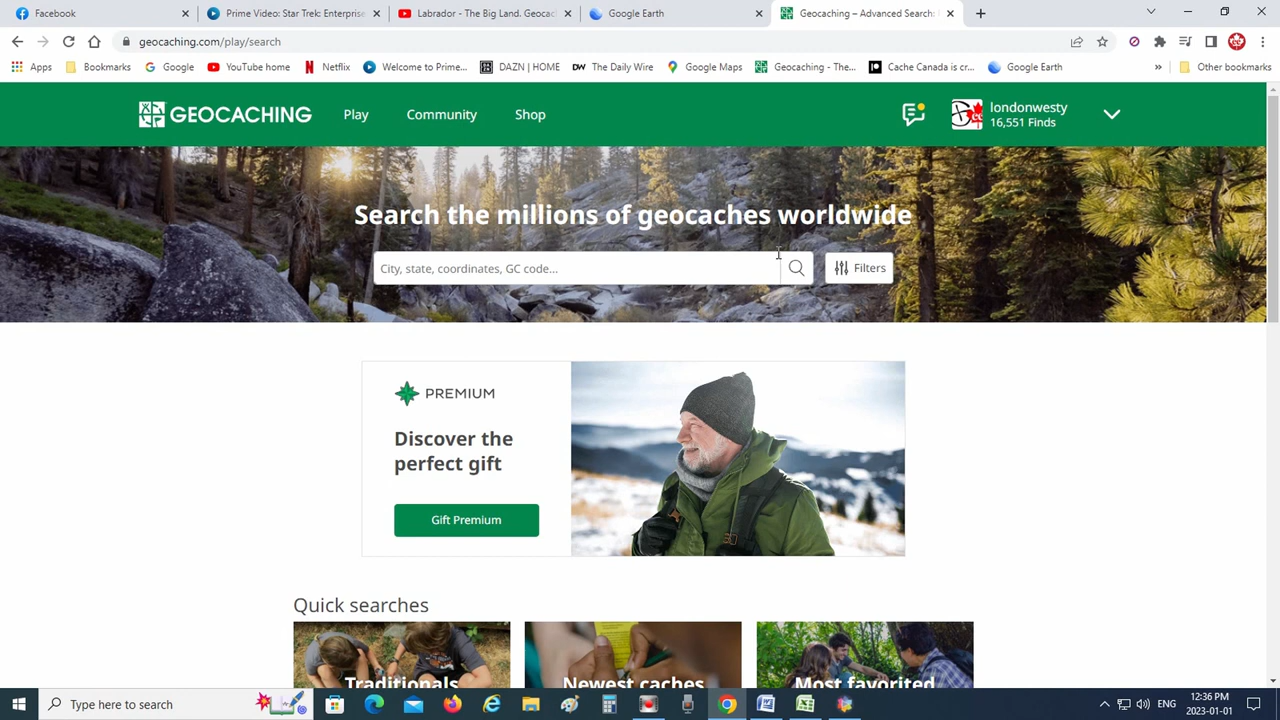 Facebook
Prime Video: Star Trek: Enterprise
Labrador - The Big Land. Geocac
Google Earth
Geocaching – Advanced Search:
geocaching.com/play/search
Apps
Bookmarks
Google
YouTube home
Netflix
Welcome to Prime...
DAZN | HOME
DW The Daily Wire
Google Maps
Geocaching - The...
Cache Canada is cr...
Google Earth
»
Other bookmarks
GEOCACHING
Play
Community
Shop
londonwesty
16,551 Finds
Search the millions of geocaches worldwide
City, state, coordinates, GC code...
Filters
PREMIUM
Discover the
perfect gift
Gift Premium
Quick searches
Traditionals
Newest caches
Most favorited
Type here to search
ENG
12:36 PM
2023-01-01